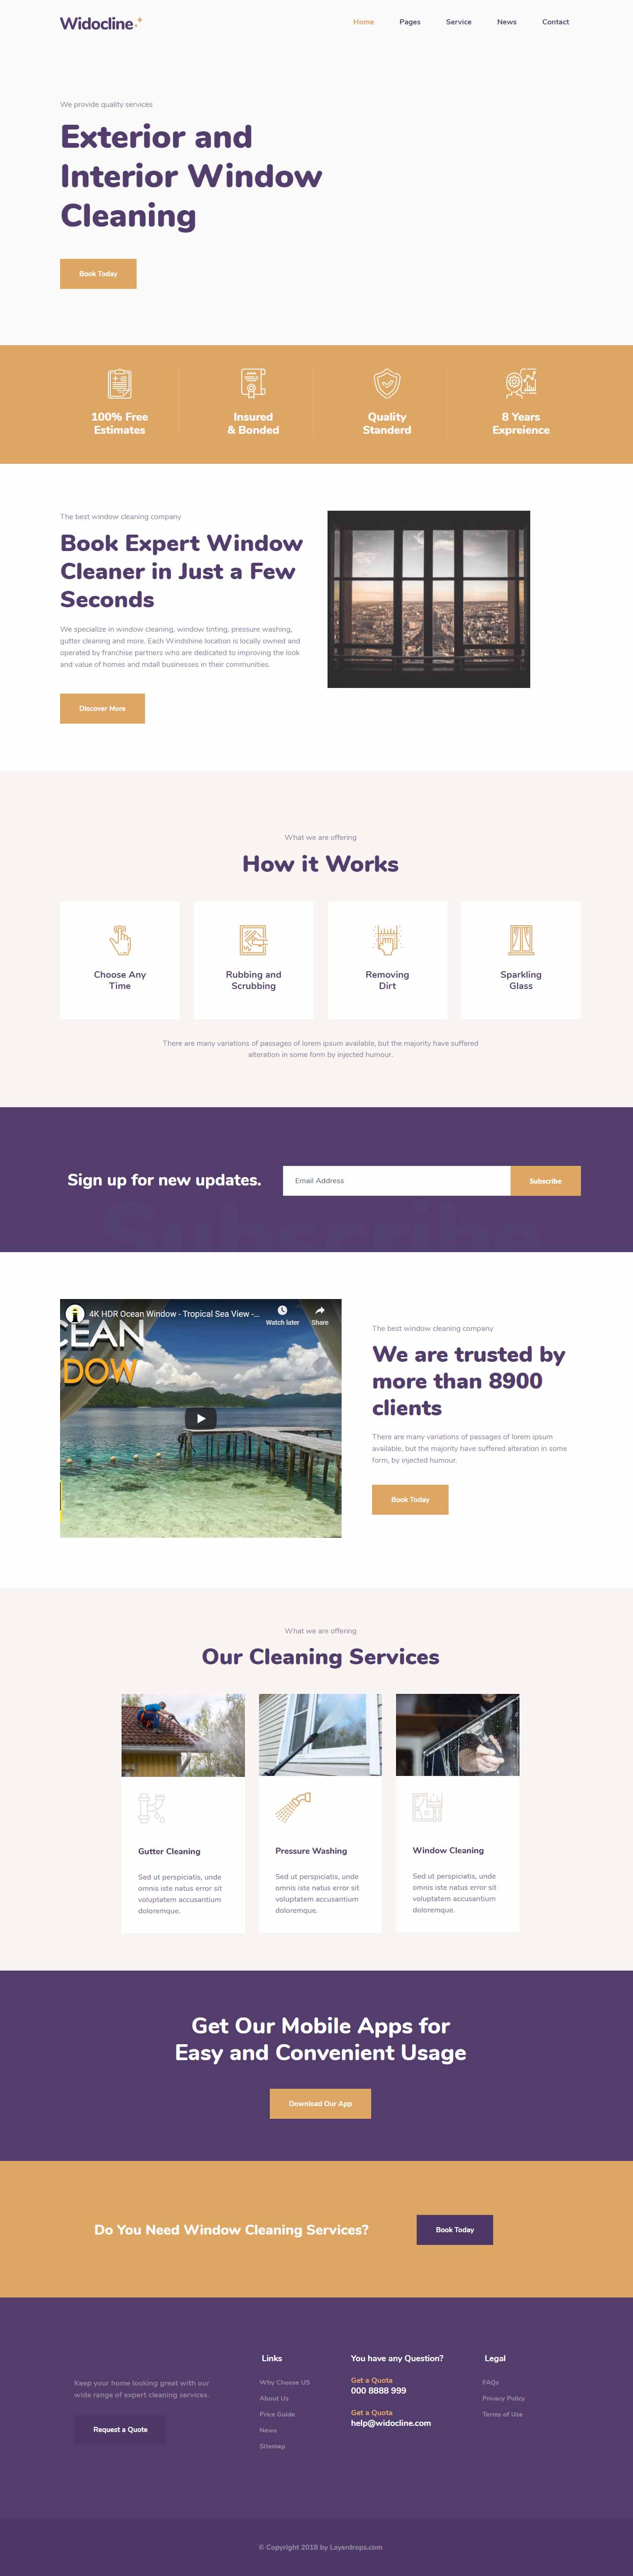 Widocline
Home
Pages
Service
News
Contact
We provide quality services
Exterior and
Interior Window
Cleaning
Book Today
100% Free
Estimates
Insured
& Bonded
Quality
Standerd
8 Years
Expreience
The best window cleaning company
Book Expert Window
Cleaner in Just a Few
Seconds
We specialize in window cleaning, window tinting, pressure washing,
gutter cleaning and more. Each Windshine location is locally owned and
operated by franchise partners who are dedicated to improving the look
and value of homes and mdall businesses in their communities.
Discover More
What we are offering
How it Works
Choose Any
Time
Rubbing and
Scrubbing
Removing
Dirt
Sparkling
Glass
There are many variations of passages of lorem ipsum available, but the majority have suffered
alteration in some form by injected humour.
Sign up for new updates.
Email Address
Subscribe
Subscribe
4K HDR Ocean Window - Tropical Sea View -...
Watch later
Share
CEAN
DOW
The best window cleaning company
We are trusted by
more than 8900
clients
There are many variations of passages of lorem ipsum
available, but the majority have suffered alteration in some
form, by injected humour.
Book Today
What we are offering
Our Cleaning Services
Gutter Cleaning
Sed ut perspiciatis, unde
omnis iste natus error sit
voluptatem accusantium
doloremque.
Pressure Washing
Sed ut perspiciatis, unde
omnis iste natus error sit
voluptatem accusantium
doloremque.
Window Cleaning
Sed ut perspiciatis, unde
omnis iste natus error sit
voluptatem accusantium
doloremque.
Get Our Mobile Apps for
Easy and Convenient Usage
Download Our App
Do You Need Window Cleaning Services?
Book Today
Keep your home looking great with our
wide range of expert cleaning services.
Request a Quote
Links
Why Choose US
About Us
Price Guide
News
Sitemap
You have any Question?
Get a Quota
000 8888 999
Get a Quota
help@widocline.com
Legal
FAQs
Privacy Policy
Terms of Use
© Copyright 2018 by Layerdrops.com